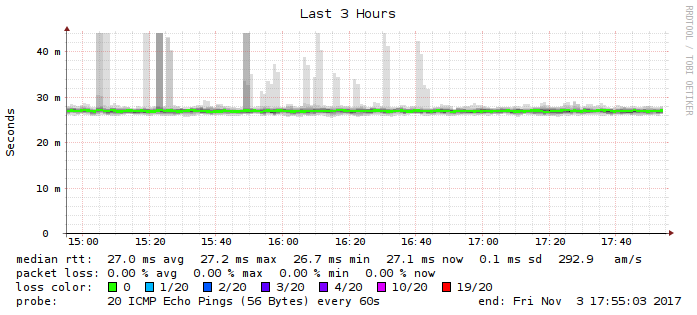 Last 3 Hours
RRDTOOL / TOBI OETIKER
Seconds
40 m
30 m
20 m
10 m
0
15:00 15:20 15:40 16:00 16:20 16:40 17:00 17:20 17:40
median rtt: 27.0 ms avg 27.2 ms max 26.7 ms min 27.1 ms now 0.1 ms sd 292.9 am/s
packet loss: 0.00 % avg 0.00 % max 0.00 % min 0.00 % now
loss color: 0 1/20 2/20 3/20 4/20 10/20 19/20
probe: 20 ICMP Echo Pings (56 Bytes) every 60s end: Fri Nov 3 17:55:03 2017